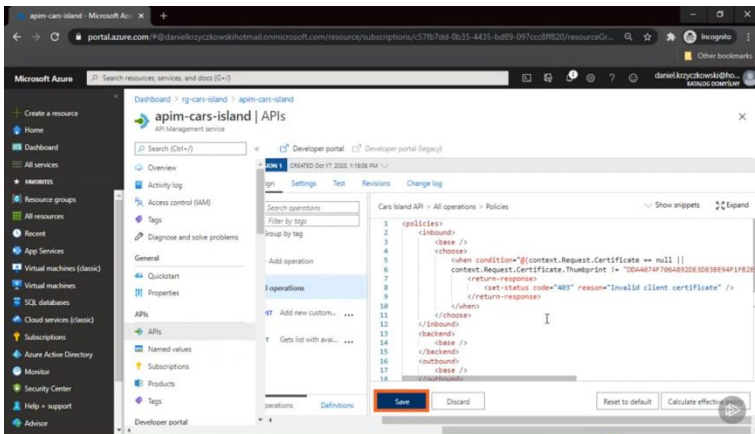 apim-cars-island - Microsoft Az
portal.azure.com/#@danielkrzyczkowskihotmail.onmicrosoft.com/resource/subscriptions/c57fb7dd-0b35-4435-bd89-097ccc8ff820/resourceGr...
Incognito
Other bookmarks
Microsoft Azure
Search resources, services, and docs (G+/)
daniel.krzyczkowski@ho...
KATALOG DOMYŚLNY
Create a resource
Home
Dashboard
All services
FAVORITES
Resource groups
All resources
Recent
App Services
Virtual machines (classic)
Virtual machines
SQL databases
Cloud services (classic)
Subscriptions
Azure Active Directory
Monitor
Security Center
Help + support
Advisor
Dashboard > rg-cars-island > apim-cars-island
apim-cars-island | APIs
API Management service
Search (Ctrl+/)
Overview
Activity log
Access control (IAM)
Tags
Diagnose and solve problems
General
Quickstart
Properties
APIs
APIs
Named values
Subscriptions
Products
Tags
Developer portal
Developer portal
Developer portal (legacy)
ION 1
CREATED Oct 17, 2020, 1:16:06 PM
ign
Settings
Test
Revisions
Change log
Search operations
Filter by tags
roup by tag
Add operation
l operations
ST Add new custom...
T Gets list with avai...
perations
Definitions
Cars Island API > All operations > Policies
Show snippets
Expand
1 <policies>
2 <inbound>
3 <base />
4 <choose>
5 <when condition="@(context.Request.Certificate == null ||
6 context.Request.Certificate.Thumbprint != "DDA4074F706A892DE3D83BE94F1FB2E
7 <return-response>
8 <set-status code="403" reason="Invalid client certificate" />
9 </return-response>
10 </when>
11 </choose>
12 </inbound>
13 <backend>
14 <base />
15 </backend>
16 <outbound>
17 <base />
18 </outbound>
Save
Discard
Reset to default
Calculate effective policy